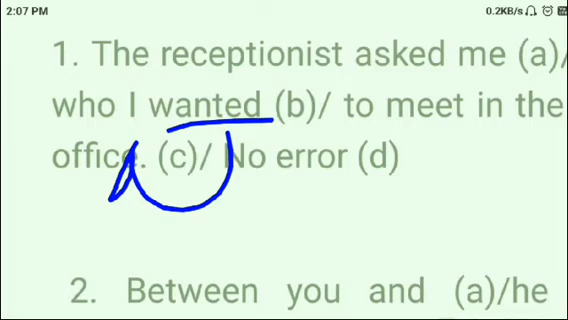 2:07 PM 0.2KB/s
1. The receptionist asked me (a)/
who I wanted (b)/ to meet in the
office. (c)/ No error (d)
2. Between you and (a)/he